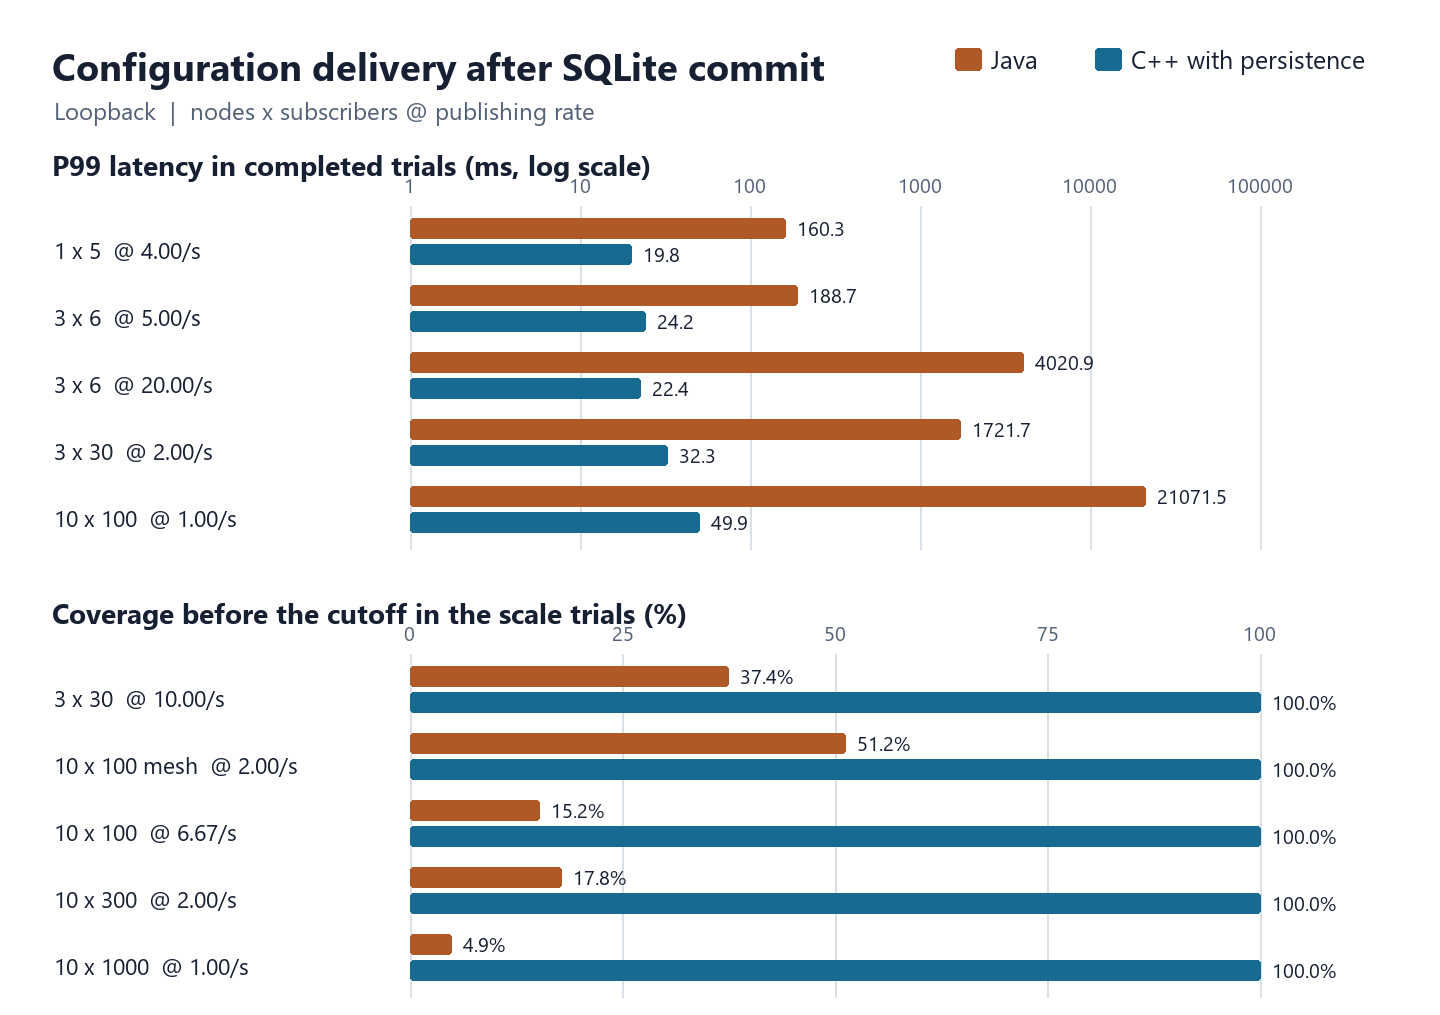 Configuration delivery after SQLite commit
Java
C++ with persistence
Loopback | nodes x subscribers @ publishing rate
P99 latency in completed trials (ms, log scale)
1 10 100 1000 10000 100000
160.3
1 x 5 @ 4.00/s
19.8
188.7
3 x 6 @ 5.00/s
24.2
4020.9
3 x 6 @ 20.00/s
22.4
1721.7
3 x 30 @ 2.00/s
32.3
21071.5
10 x 100 @ 1.00/s
49.9
Coverage before the cutoff in the scale trials (%)
0 25 50 75 100
37.4%
3 x 30 @ 10.00/s
100.0%
51.2%
10 x 100 mesh @ 2.00/s
100.0%
15.2%
10 x 100 @ 6.67/s
100.0%
17.8%
10 x 300 @ 2.00/s
100.0%
4.9%
10 x 1000 @ 1.00/s
100.0%